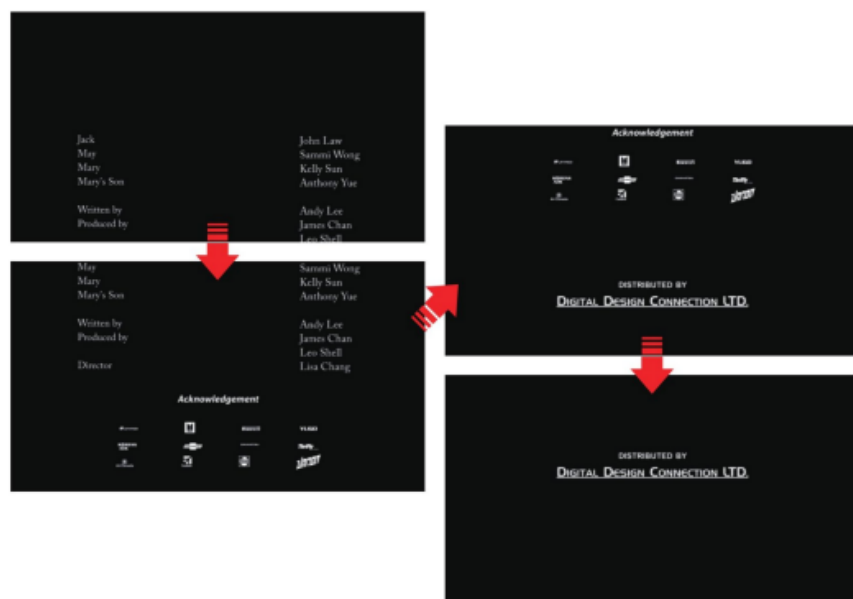 Jack John Law
May Sammi Wong
Mary Kelly Sun
Mary's Son Anthony Yue
Written by Andy Lee
Produced by James Chan
Leo Shell
May Sammi Wong
Mary Kelly Sun
Mary's Son Anthony Yue
Written by Andy Lee
Produced by James Chan
Leo Shell
Director Lisa Chang
Acknowledgement
YUGO
Acknowledgement
YUGO
DISTRIBUTED BY
DIGITAL DESIGN CONNECTION LTD.
DISTRIBUTED BY
DIGITAL DESIGN CONNECTION LTD.